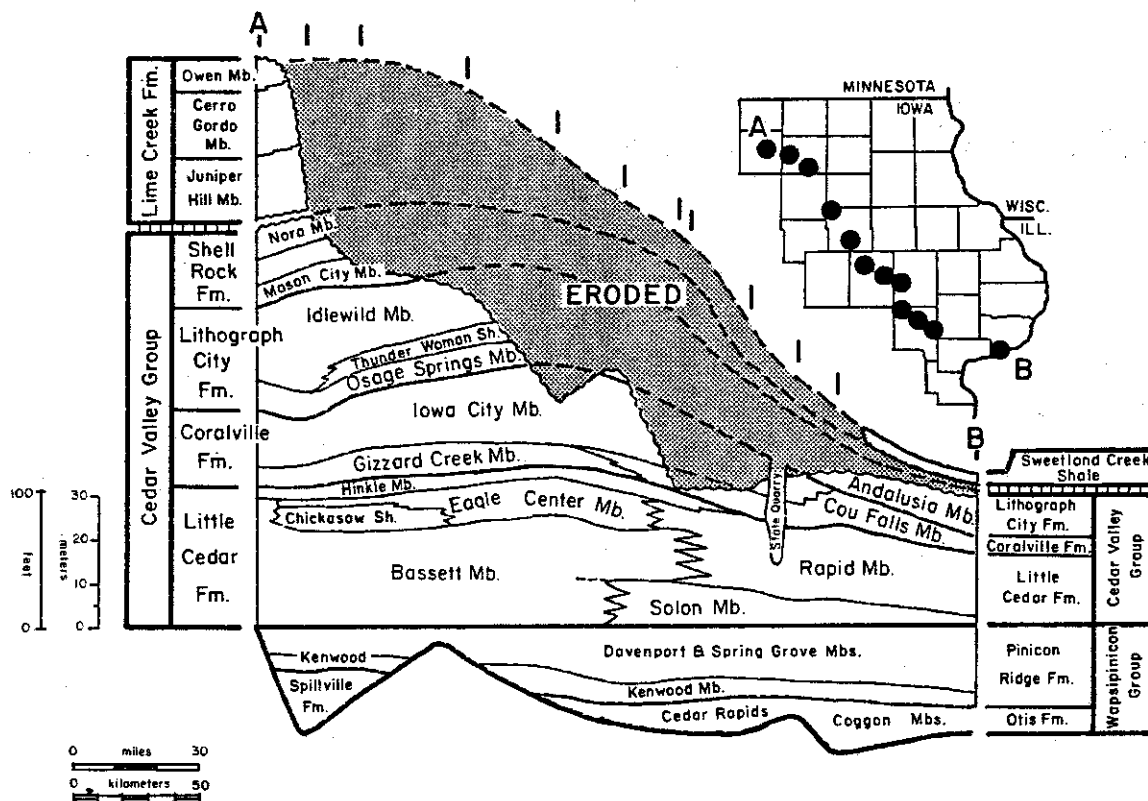 A
Lime Creek Fm.
Owen Mb.
Cerro
Gordo
Mb.
Juniper
Hill Mb.
Cedar Valley Group
Shell
Rock
Fm.
Lithograph
City
Fm.
Coralville
Fm.
Little
Cedar
Fm.
Nora Mb.
Mason City Mb.
Idlewild Mb.
Thunder Woman Sh.
Osage Springs Mb.
Iowa City Mb.
Gizzard Creek Mb.
Hinkle Mb.
Eagle Center Mb.
Chickasaw Sh.
Bassett Mb.
ERODED
State Quarry
Andalusia Mb.
Cou Falls Mb.
Rapid Mb.
Solon Mb.
Kenwood
Spillville
Fm.
Davenport & Spring Grove Mbs.
Kenwood Mb.
Cedar Rapids
Coggon Mbs.
MINNESOTA
IOWA
A
WISC.
ILL.
B
B
Sweetland Creek
Shale
Lithograph
City Fm.
Coralville Fm.
Little
Cedar Fm.
Cedar Valley
Group
Pinicon
Ridge Fm.
Otis Fm.
Wapsipinicon
Group
100
feet
0
30
meters
20
10
0
0 miles 30
0 kilometers 50